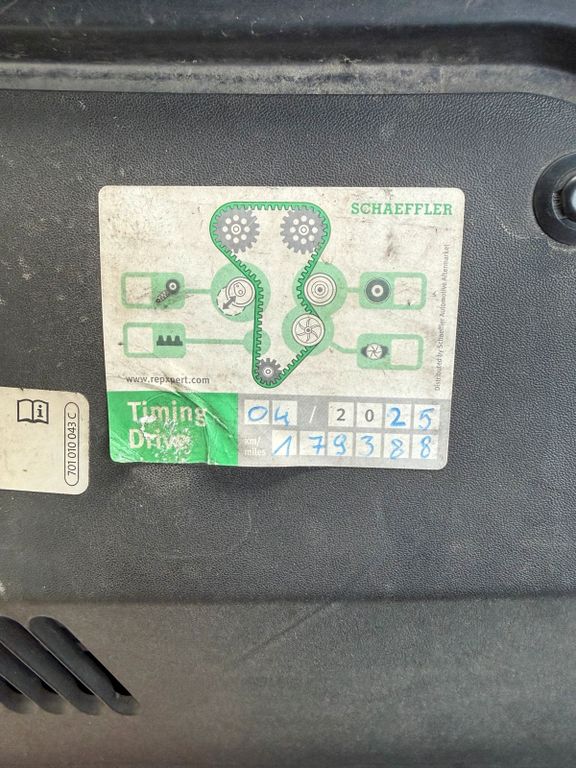 SCHAEFFLER
Distributed by Schaeffler Automotive Aftermarket
www.repxpert.com
Timing
Drive
04 / 2025
km/
miles
179388
701 010 043 C